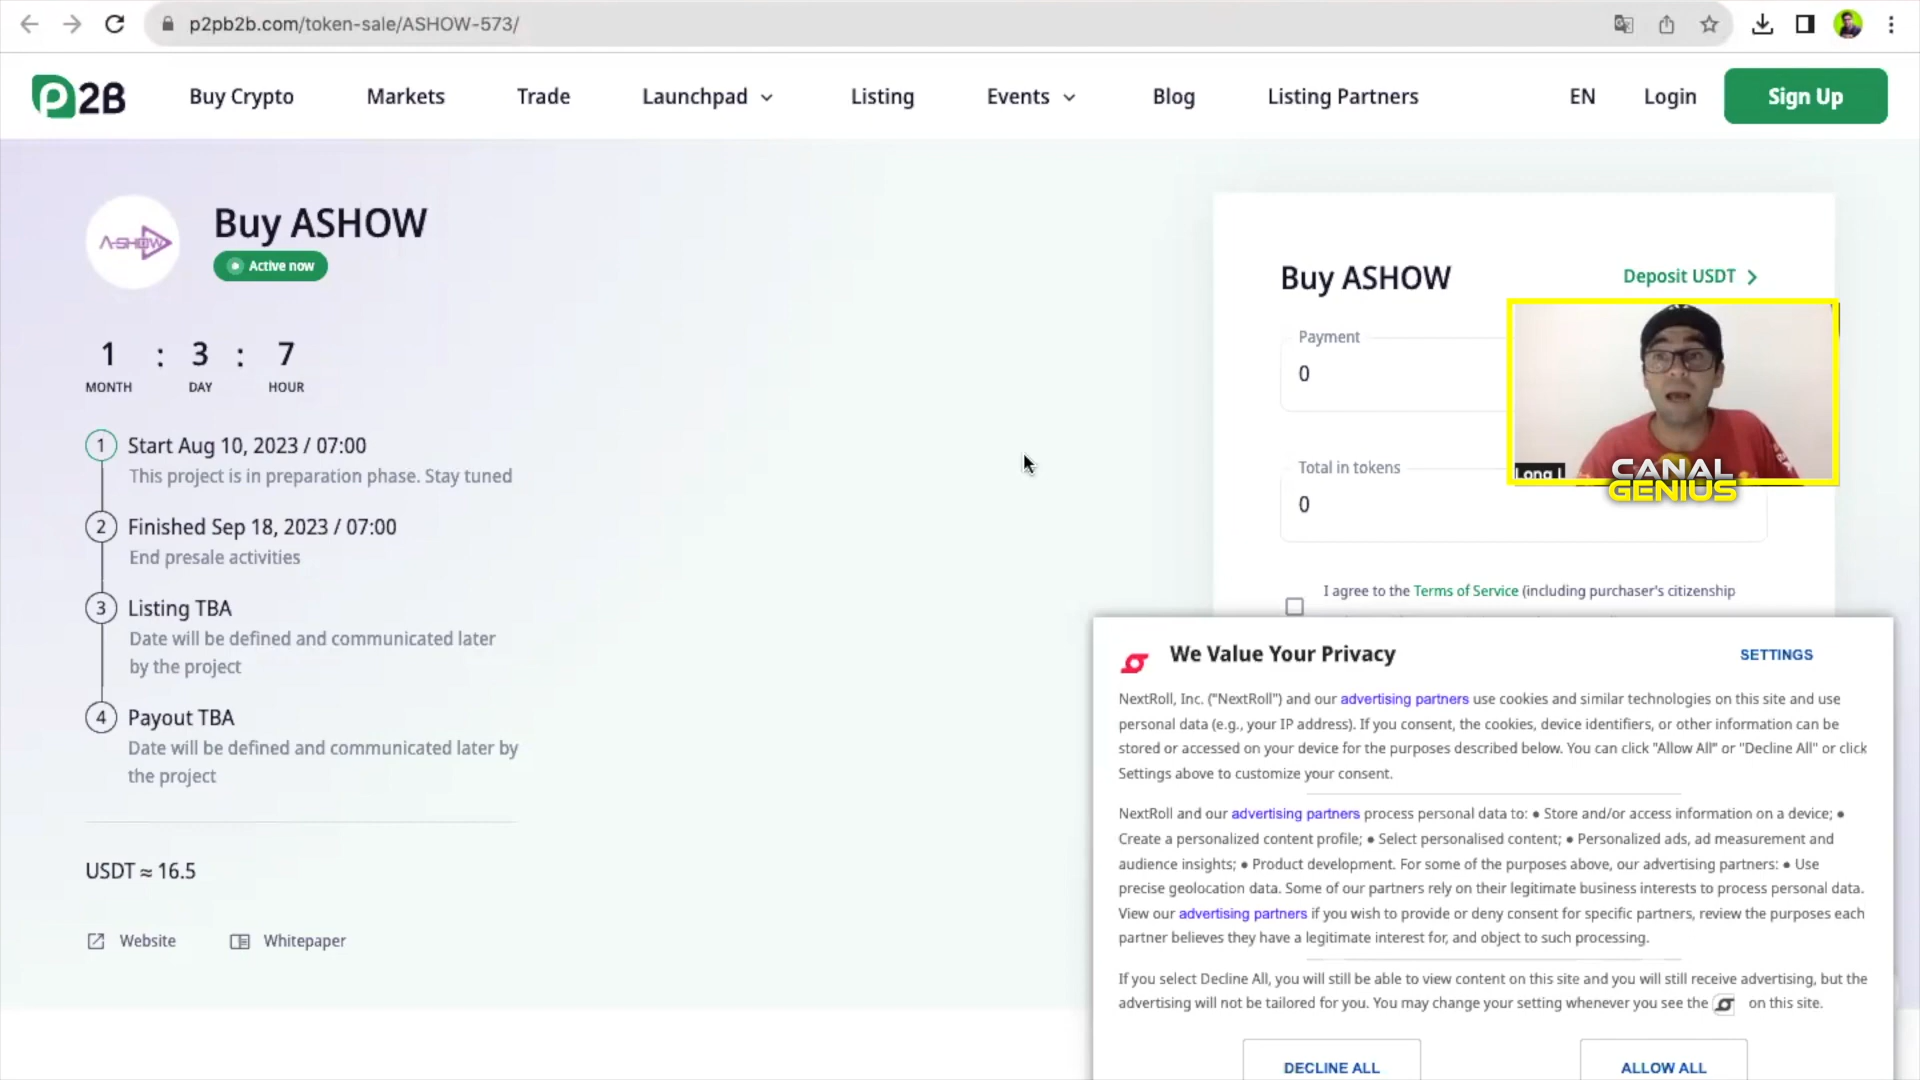 p2pb2b.com/token-sale/ASHOW-573/
P2B
Buy Crypto
Markets
Trade
Launchpad
Listing
Events
Blog
Listing Partners
EN
Login
Sign Up
ASHOW
Buy ASHOW
Active now
1 : 3 : 7
MONTH DAY HOUR
1 Start Aug 10, 2023 / 07:00
This project is in preparation phase. Stay tuned
2 Finished Sep 18, 2023 / 07:00
End presale activities
3 Listing TBA
Date will be defined and communicated later
by the project
4 Payout TBA
Date will be defined and communicated later by
the project
USDT ≈ 16.5
Website
Whitepaper
Buy ASHOW
Deposit USDT
Payment
0
Total in tokens
0
CANAL
GENIUS
I agree to the Terms of Service (including purchaser's citizenship
We Value Your Privacy
SETTINGS
NextRoll, Inc. ("NextRoll") and our advertising partners use cookies and similar technologies on this site and use
personal data (e.g., your IP address). If you consent, the cookies, device identifiers, or other information can be
stored or accessed on your device for the purposes described below. You can click "Allow All" or "Decline All" or click
Settings above to customize your consent.
NextRoll and our advertising partners process personal data to: ● Store and/or access information on a device; ●
Create a personalized content profile; ● Select personalised content; ● Personalized ads, ad measurement and
audience insights; ● Product development. For some of the purposes above, our advertising partners: ● Use
precise geolocation data. Some of our partners rely on their legitimate business interests to process personal data.
View our advertising partners if you wish to provide or deny consent for specific partners, review the purposes each
partner believes they have a legitimate interest for, and object to such processing.
If you select Decline All, you will still be able to view content on this site and you will still receive advertising, but the
advertising will not be tailored for you. You may change your setting whenever you see the on this site.
DECLINE ALL
ALLOW ALL